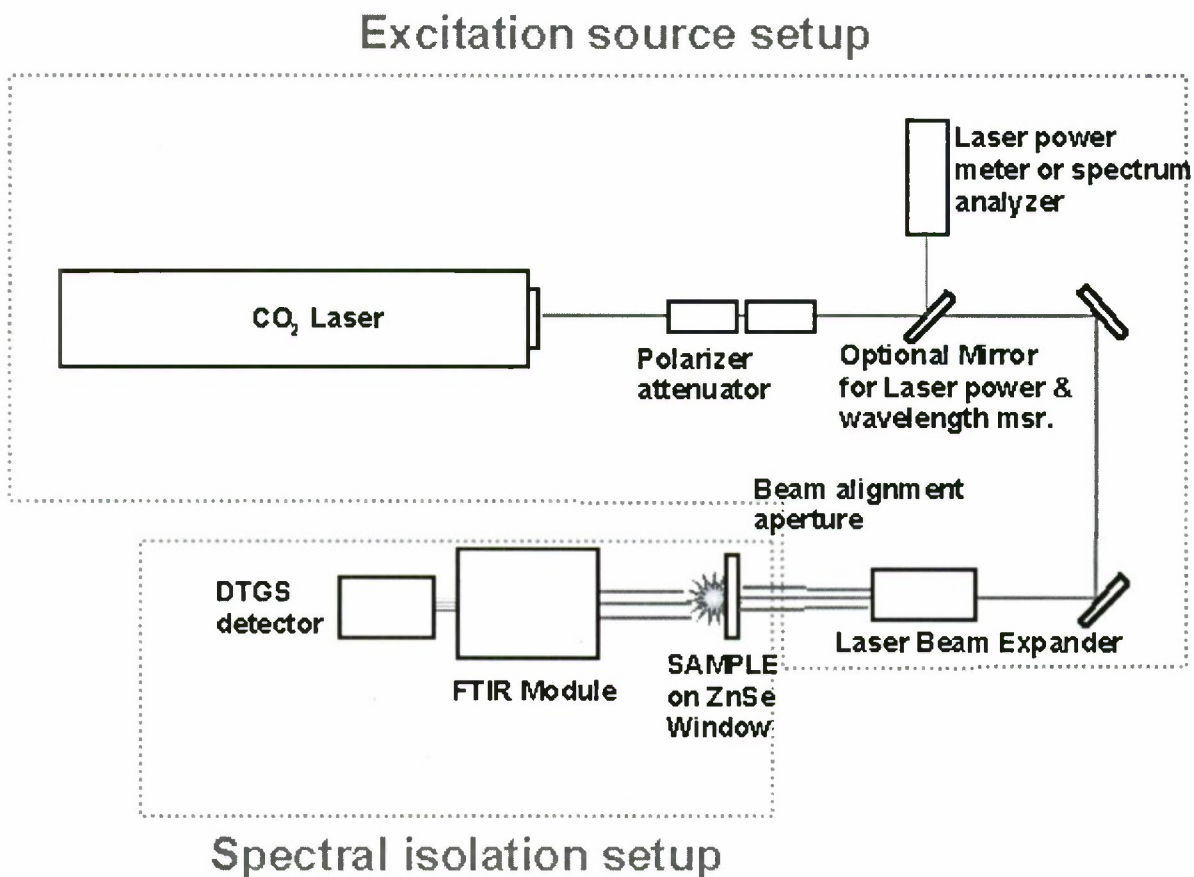 Excitation source setup
Laser power
meter or spectrum
analyzer
CO₂ Laser
Polarizer
attenuator
Optional Mirror
for Laser power &
wavelength msr.
Beam alignment
aperture
DTGS
detector
FTIR Module
SAMPLE
on ZnSe
Window
Laser Beam Expander
Spectral isolation setup